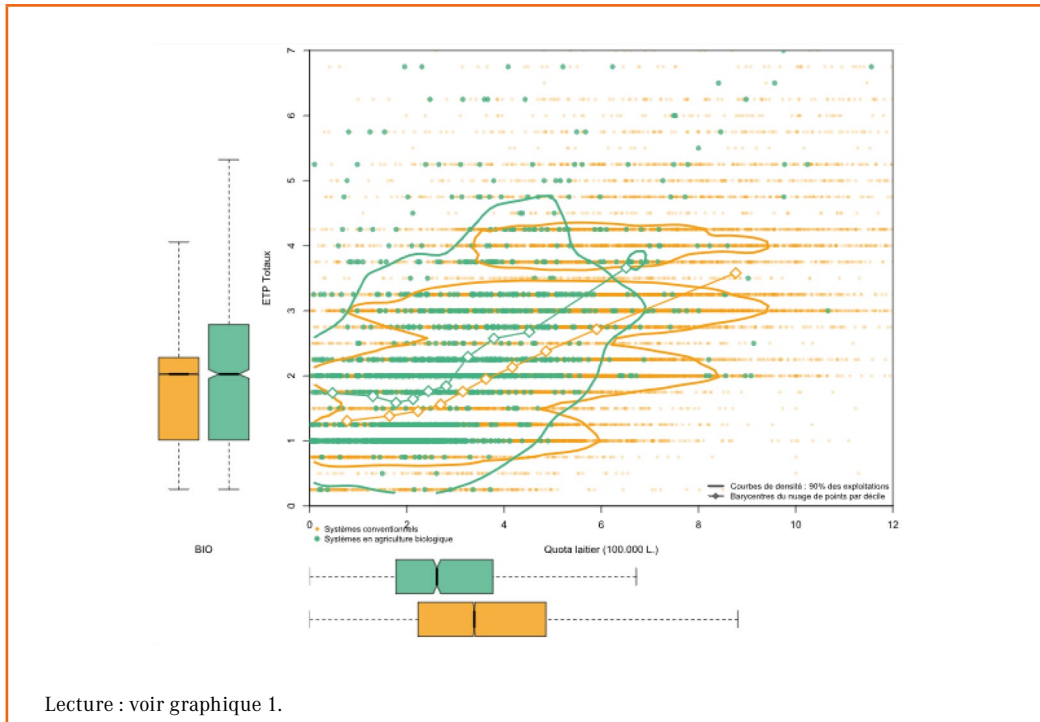 7
6
5
4
3
2
1
0
ETP Totaux
Courbes de densité : 90% des exploitations
Barycentres du nuage de points par décile
0 2 4 6 8 10 12
Systèmes conventionnels
Systèmes en agriculture biologique
BIO
Quota laitier (100.000 L.)
Lecture : voir graphique 1.